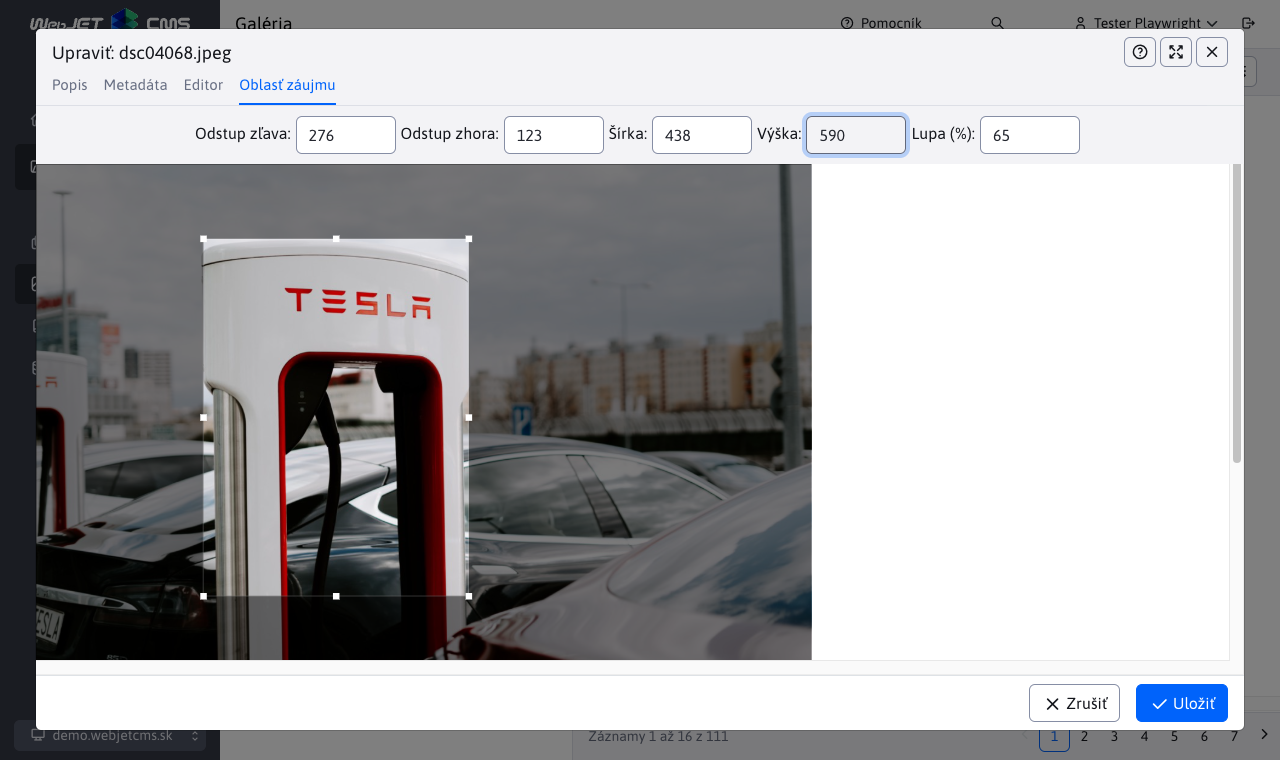 WebJET CMS
Galéria
Pomocník
Tester Playwright
Upraviť: dsc04068.jpeg
Popis
Metadáta
Editor
Oblasť záujmu
Odstup zľava: 276
Odstup zhora: 123
Šírka: 438
Výška: 590
Lupa (%): 65
TESLA
Zrušiť
Uložiť
demo.webjetcms.sk
Záznamy 1 až 16 z 111
1 2 3 4 5 6 7